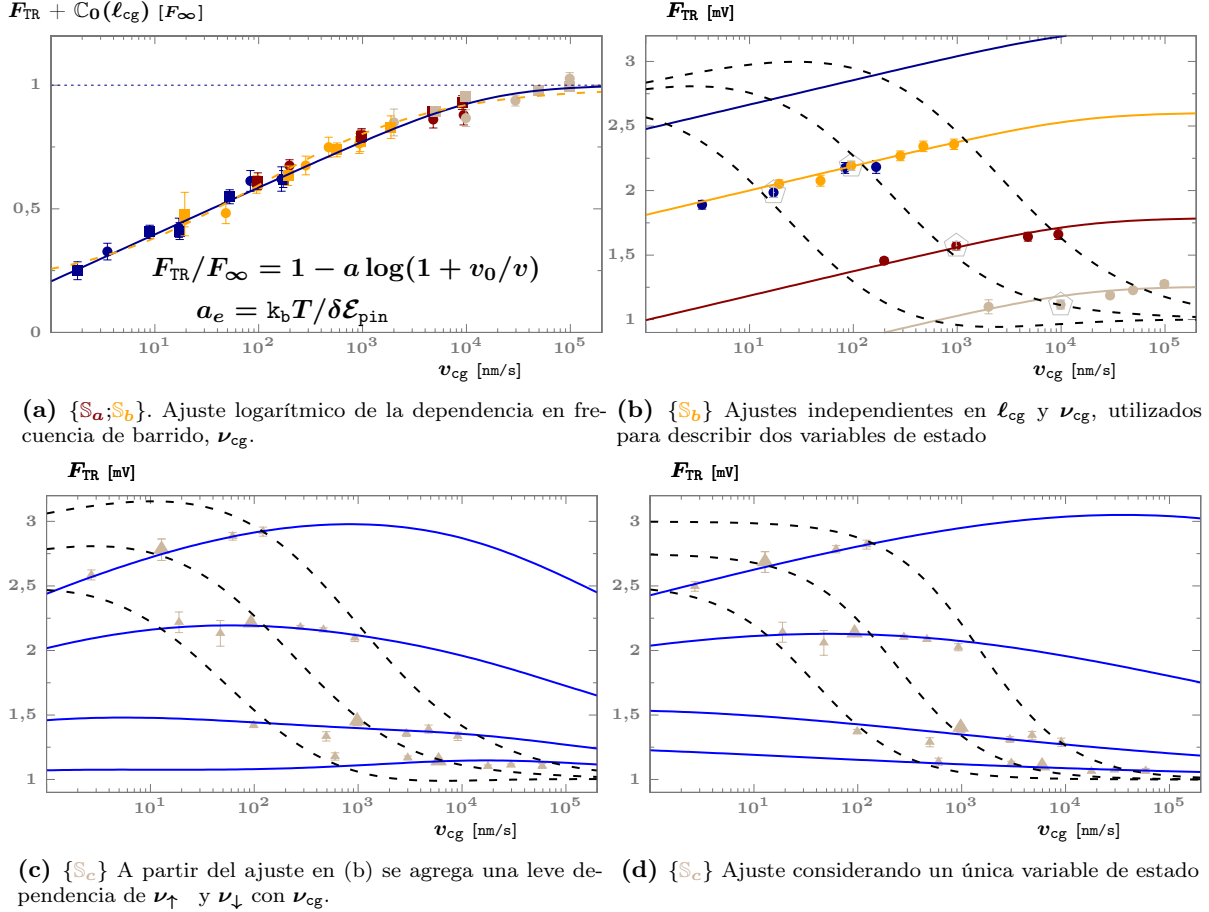 F_TR + ℂ_0(ℓ_cg) [F_∞]
1
0,5
0
10^1 10^2 10^3 10^4 10^5
v_cg [nm/s]
F_TR/F_∞ = 1 − a log(1 + v_0/v)
a_e = k_b T/δℰ_pin
(a) {𝕊_a;𝕊_b}. Ajuste logarítmico de la dependencia en fre-
cuencia de barrido, ν_cg.
F_TR [mV]
3
2,5
2
1,5
1
10^1 10^2 10^3 10^4 10^5
v_cg [nm/s]
(b) {𝕊_b} Ajustes independientes en ℓ_cg y ν_cg, utilizados
para describir dos variables de estado
F_TR [mV]
3
2,5
2
1,5
1
10^1 10^2 10^3 10^4 10^5
v_cg [nm/s]
(c) {𝕊_c} A partir del ajuste en (b) se agrega una leve de-
pendencia de ν_↑ y ν_↓ con ν_cg.
F_TR [mV]
3
2,5
2
1,5
1
10^1 10^2 10^3 10^4 10^5
v_cg [nm/s]
(d) {𝕊_c} Ajuste considerando un única variable de estado